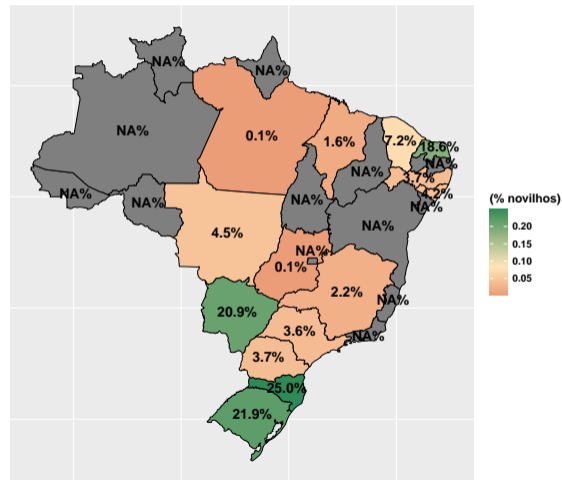 NA%
NA%
NA%
0.1%
1.6%
7.2%
18.6%
NA%
3.7%
NA%
4.2%
NA%
NA%
NA%
NA%
NA%
4.5%
NA%
0.1%
2.2%
NA%
20.9%
3.6%
NA%
3.7%
25.0%
21.9%
(% novilhos)
0.20
0.15
0.10
0.05